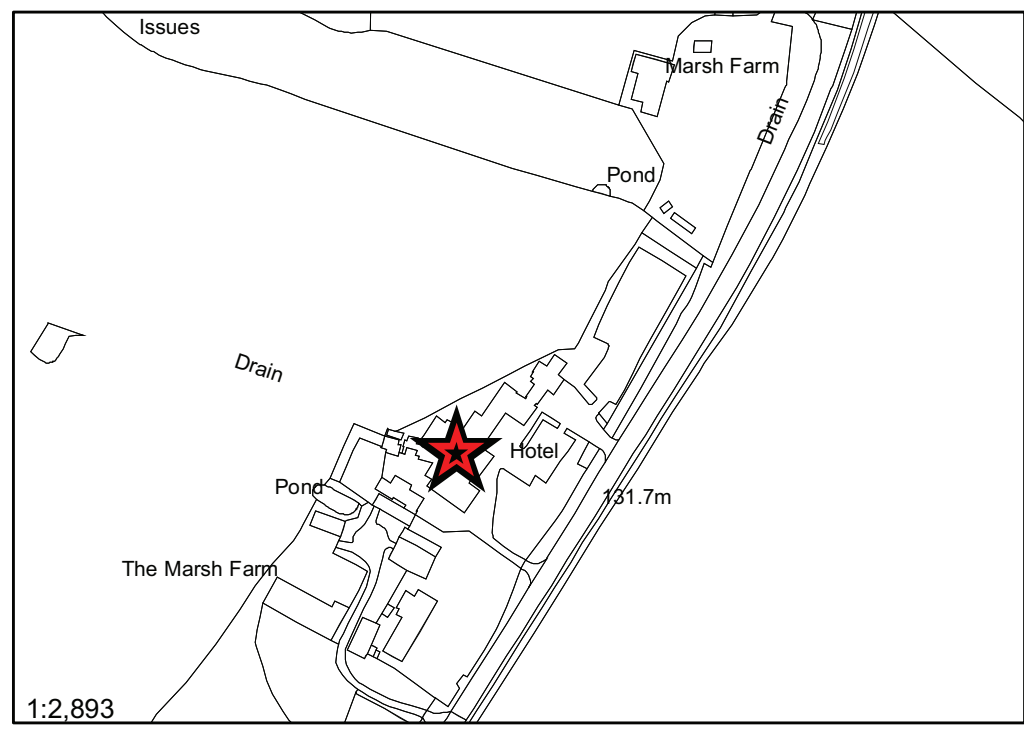 Issues
Marsh Farm
Drain
Pond
Drain
Hotel
Pond
131.7m
The Marsh Farm
1:2,893